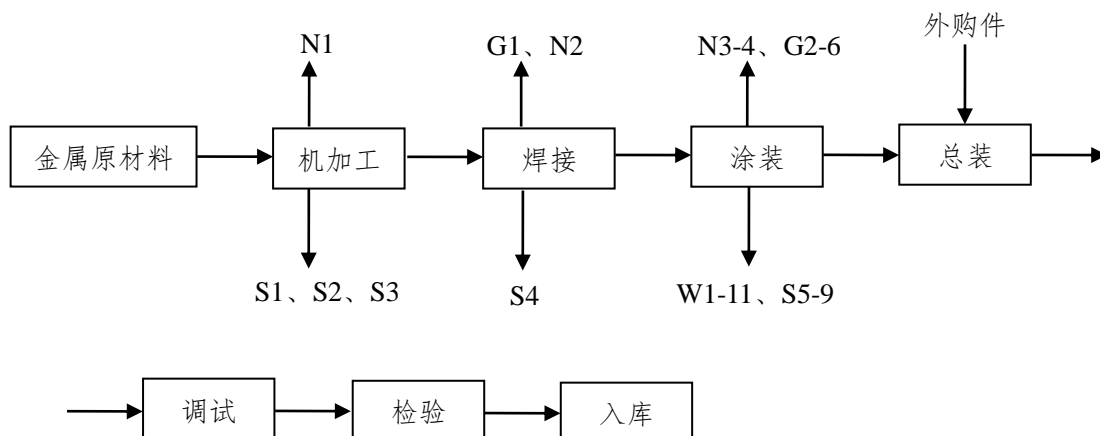 外购件
N1
G1、N2
N3-4、G2-6
金属原材料
机加工
焊接
涂装
总装
S1、S2、S3
S4
W1-11、S5-9
调试
检验
入库